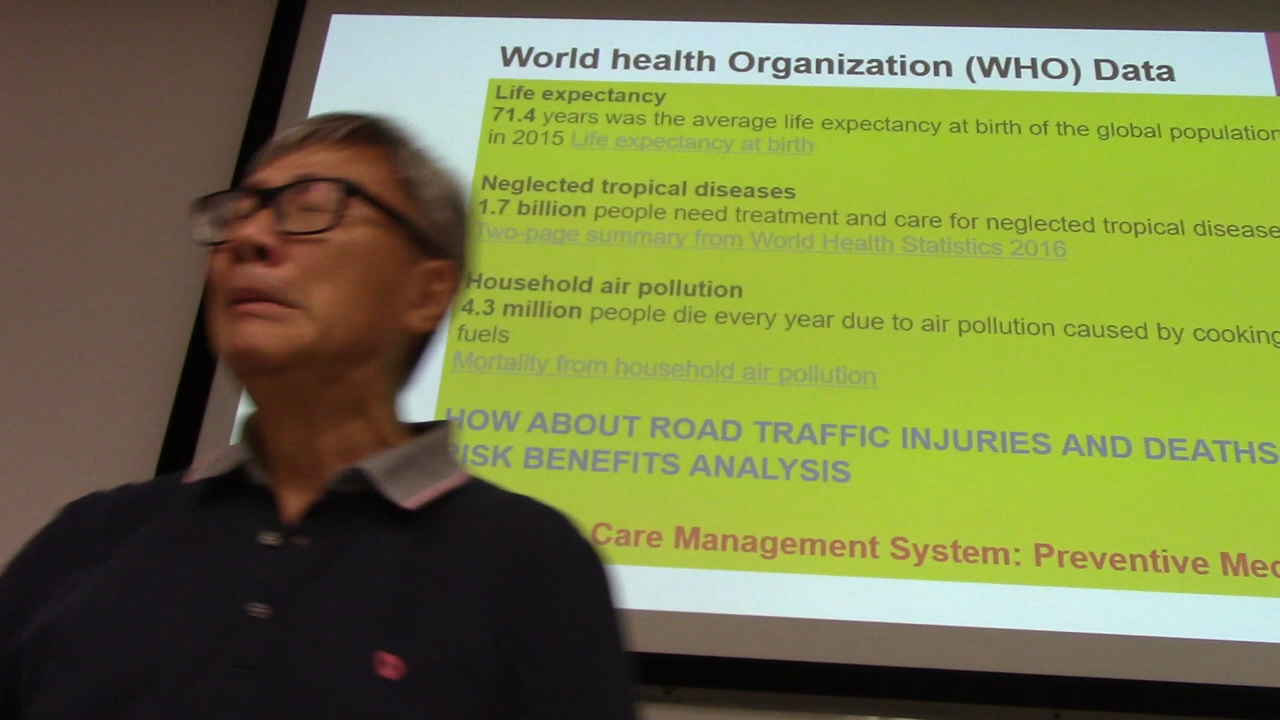 World health Organization (WHO) Data
Life expectancy
71.4 years was the average life expectancy at birth of the global population
in 2015 Life expectancy at birth
Neglected tropical diseases
1.7 billion people need treatment and care for neglected tropical disease
Two-page summary from World Health Statistics 2016
Household air pollution
4.3 million people die every year due to air pollution caused by cooking
fuels
Mortality from household air pollution
HOW ABOUT ROAD TRAFFIC INJURIES AND DEATHS
RISK BENEFITS ANALYSIS
Care Management System: Preventive Med